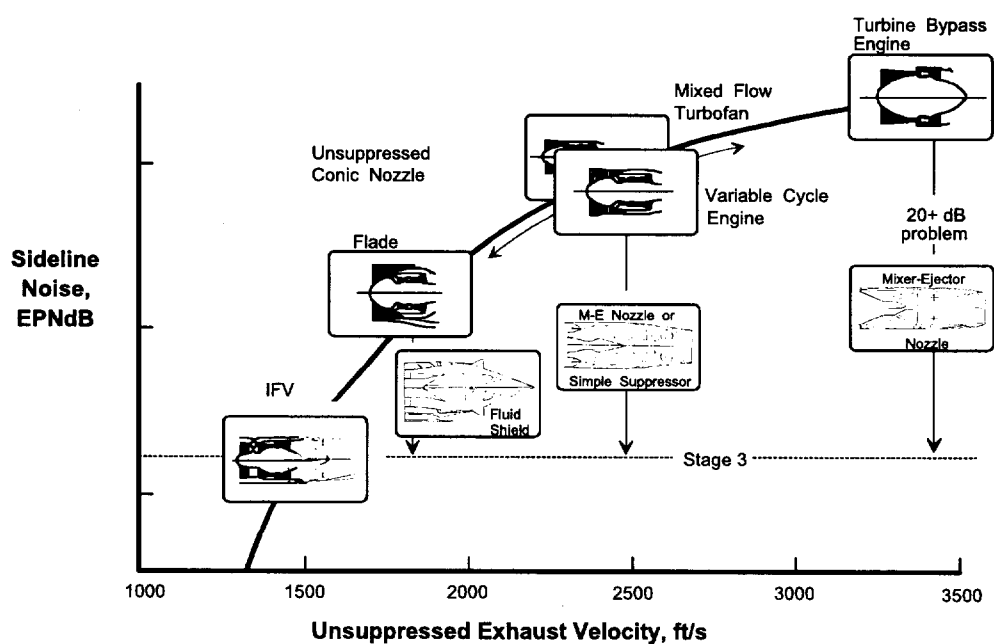 Turbine Bypass
Engine
Mixed Flow
Turbofan
Unsuppressed
Conic Nozzle
Variable Cycle
Engine
20+ dB
problem
Flade
Sideline
Noise,
EPNdB
Mixer-Ejector
Nozzle
M-E Nozzle or
Simple Suppressor
IFV
Fluid
Shield
Stage 3
1000 1500 2000 2500 3000 3500
Unsuppressed Exhaust Velocity, ft/s